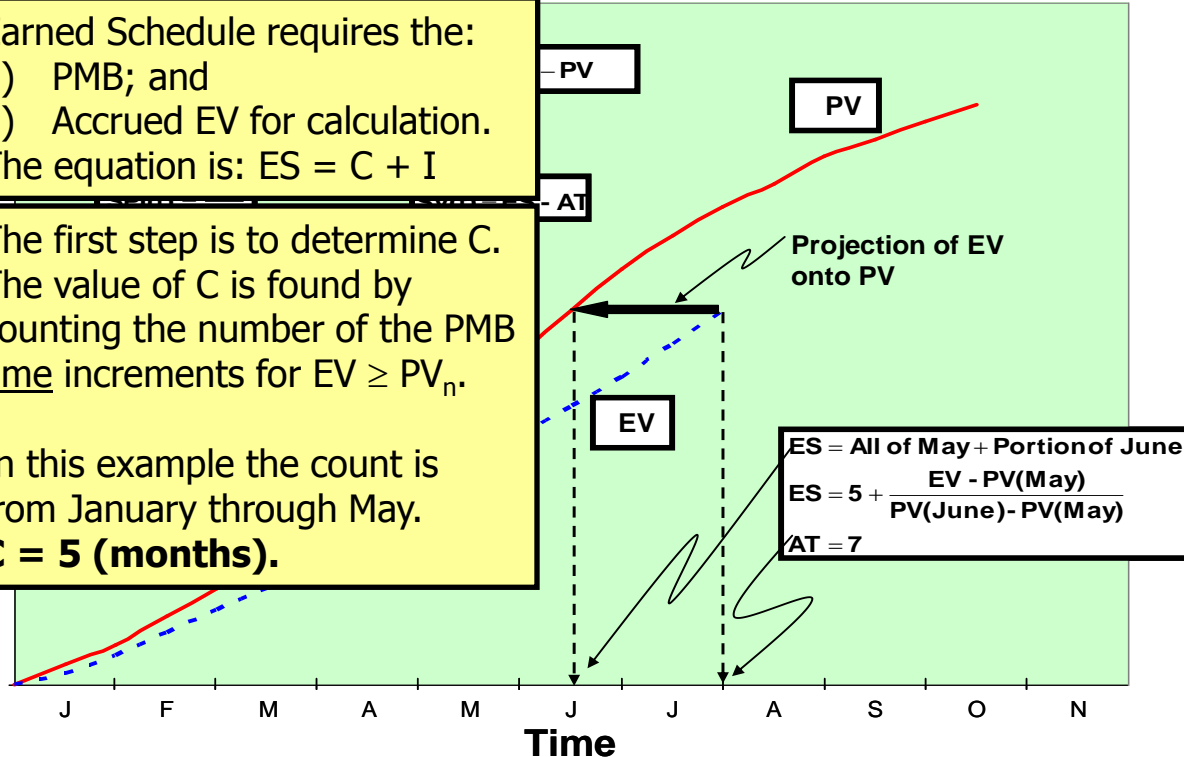 arned Schedule requires the:
) PMB; and
) Accrued EV for calculation.
he equation is: ES = C + I
– PV
- AT
he first step is to determine C.
he value of C is found by
ounting the number of the PMB
me increments for EV ≥ PVn.
n this example the count is
rom January through May.
C = 5 (months).
PV
Projection of EV
onto PV
EV
ES = All of May + Portion of June
ES = 5 + EV - PV(May)
PV(June) - PV(May)
AT = 7
J F M A M J J A S O N
Time